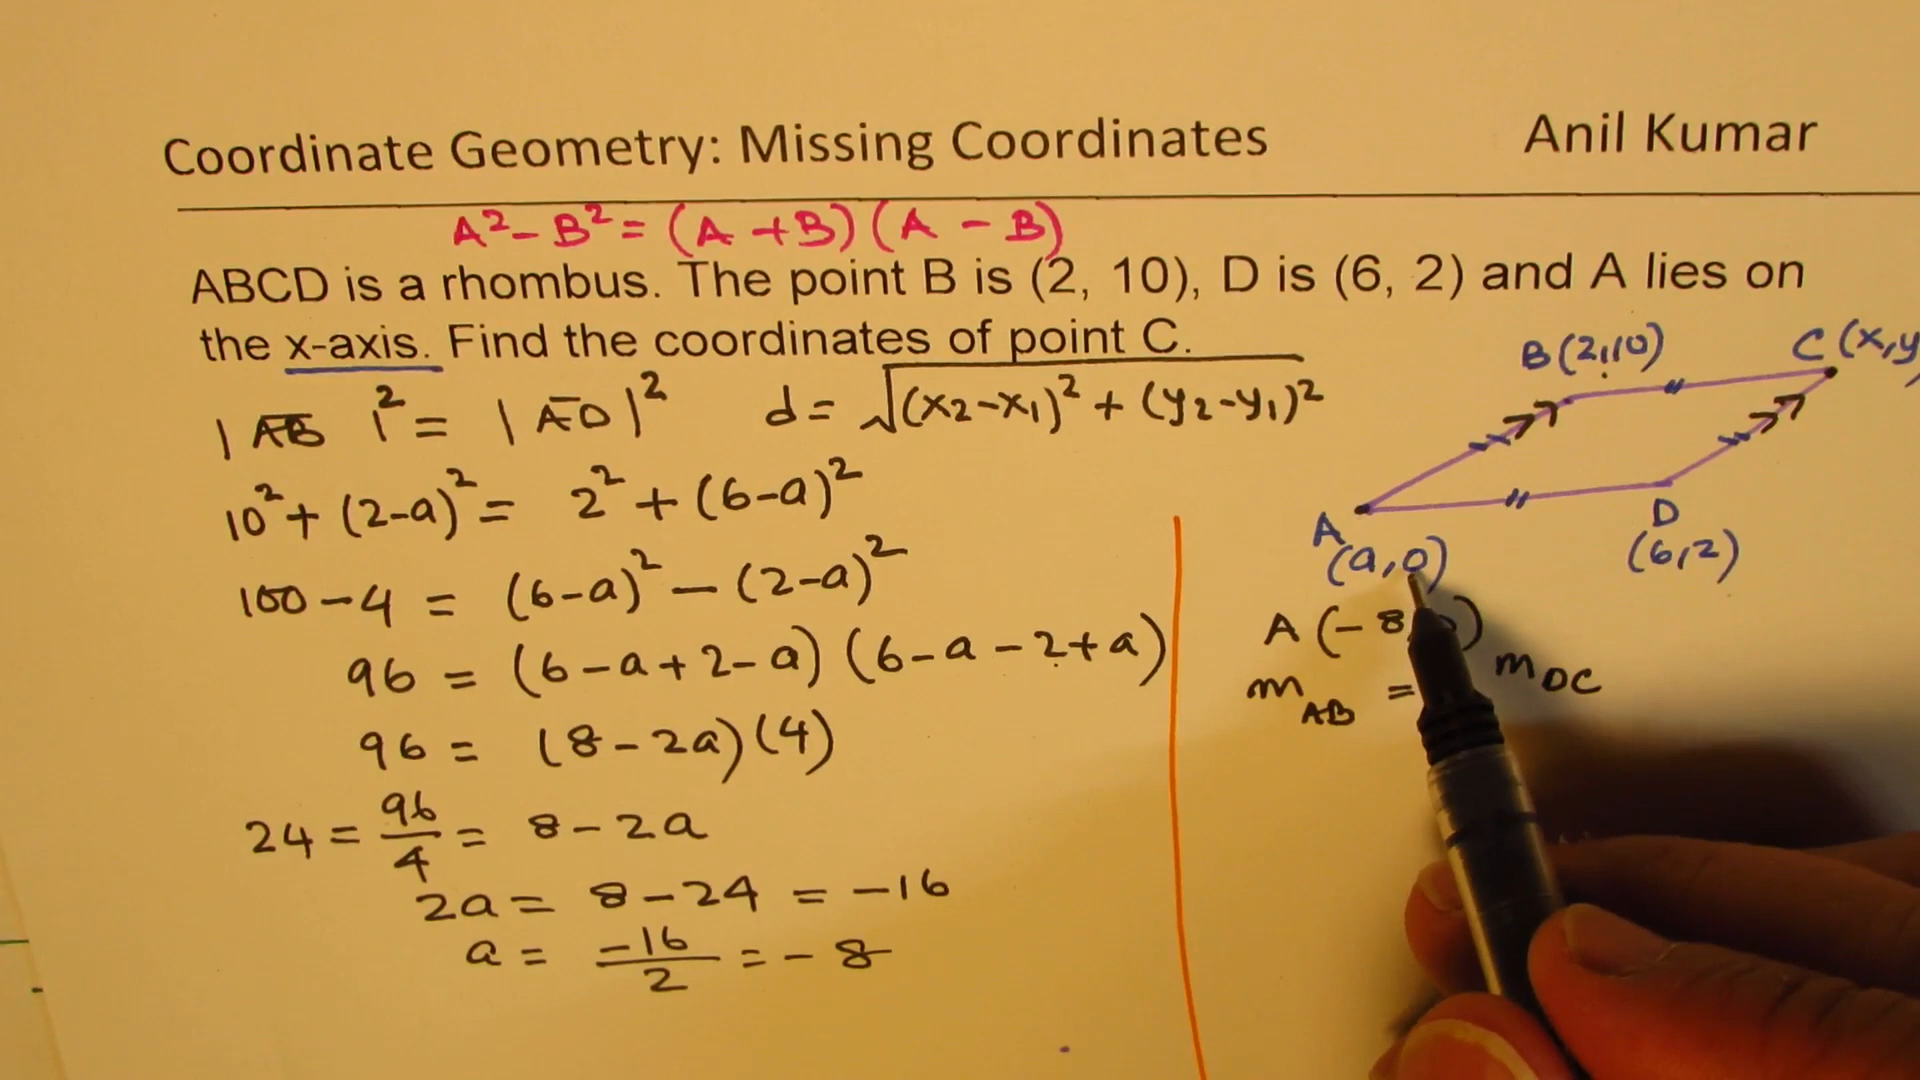 Coordinate Geometry: Missing Coordinates
Anil Kumar
A² - B² = (A + B) (A - B)
ABCD is a rhombus. The point B is (2, 10), D is (6, 2) and A lies on
the x-axis. Find the coordinates of point C.
|AB|² = |AD|²
d = √(x₂-x₁)² + (y₂-y₁)²
10² + (2-a)² = 2² + (6-a)²
100 - 4 = (6-a)² - (2-a)²
96 = (6-a+2-a) (6-a-2+a)
96 = (8-2a)(4)
24 = 96/4 = 8-2a
2a = 8-24 = -16
a = -16/2 = -8
B(2,10)
C (x,y
A
(a,0)
D
(6,2)
A (-8, )
m AB = m DC